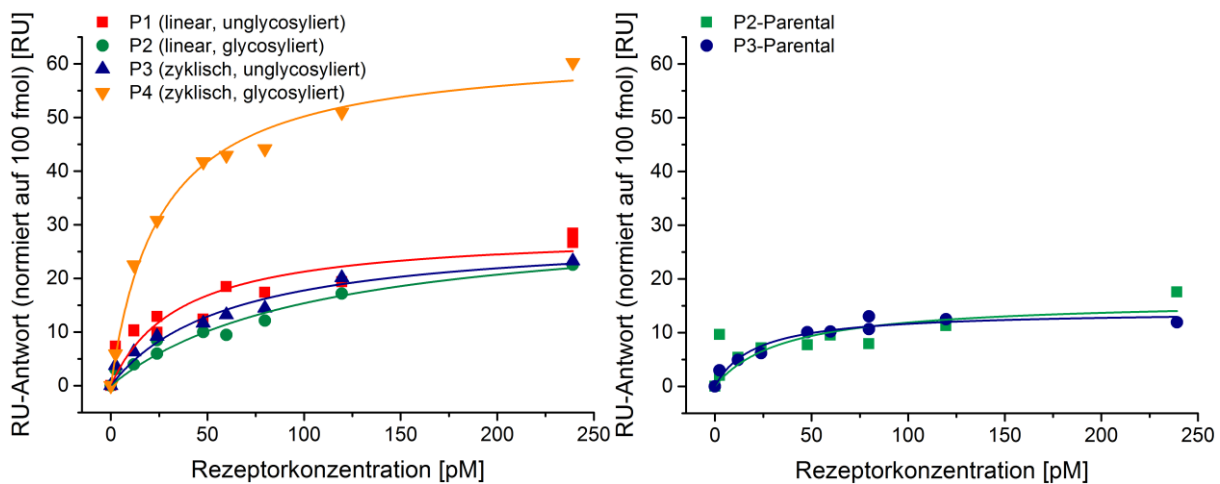 P1 (linear, unglycosyliert)
P2 (linear, glycosyliert)
P3 (zyklisch, unglycosyliert)
P4 (zyklisch, glycosyliert)
RU-Antwort (normiert auf 100 fmol) [RU]
60
50
40
30
20
10
0
0
50
100
150
200
250
Rezeptorkonzentration [pM]
P2-Parental
P3-Parental
RU-Antwort (normiert auf 100 fmol) [RU]
60
50
40
30
20
10
0
0
50
100
150
200
250
Rezeptorkonzentration [pM]